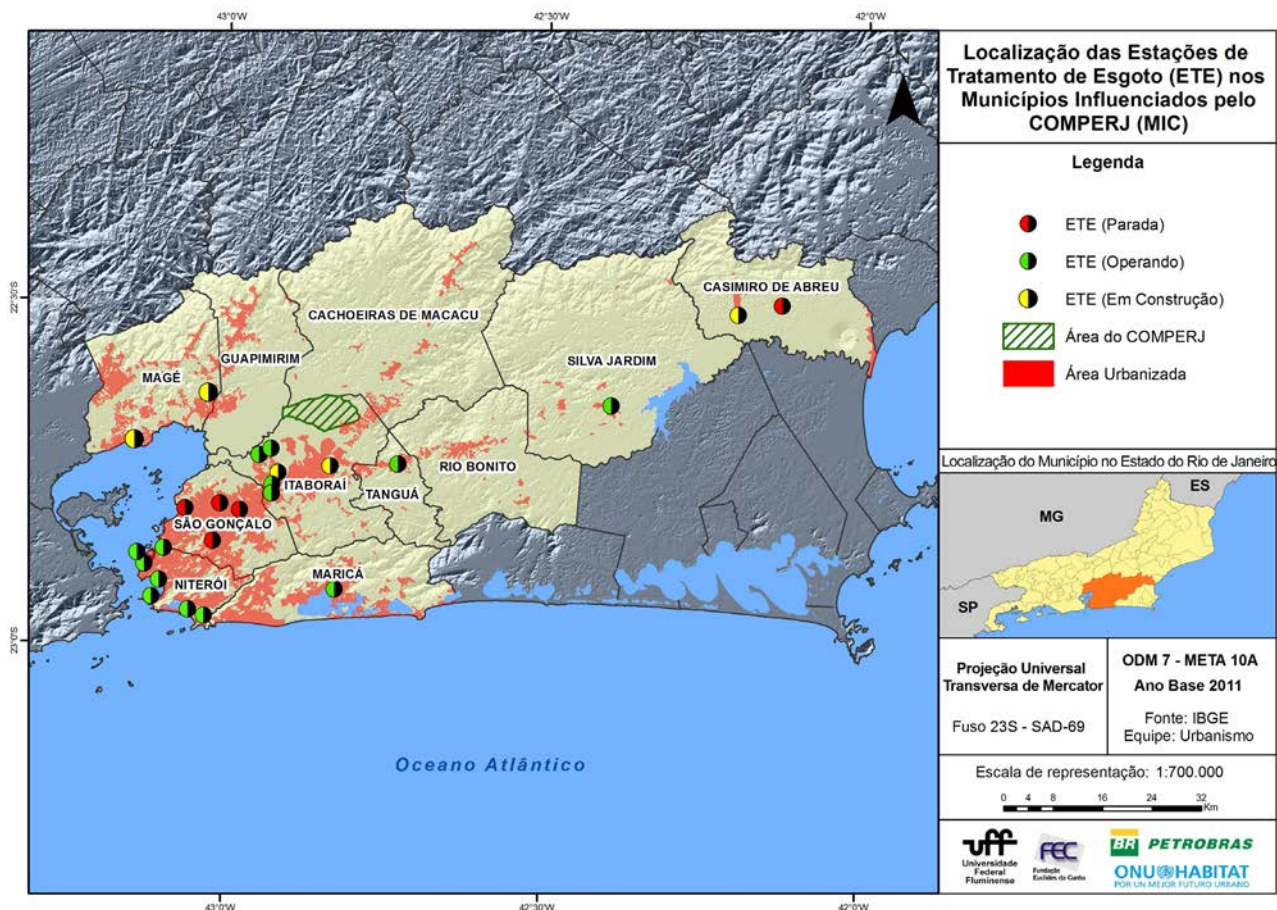 43°0'W
42°30'W
42°0'W
22°30'S
23°0'S
CASIMIRO DE ABREU
CACHOEIRAS DE MACACU
GUAPIMIRIM
SILVA JARDIM
MAGÉ
RIO BONITO
ITABORAÍ
TANGUÁ
SÃO GONÇALO
MARICÁ
NITERÓI
Oceano Atlântico
43°0'W
42°30'W
42°0'W
Localização das Estações de
Tratamento de Esgoto (ETE) nos
Municípios Influenciados pelo
COMPERJ (MIC)
Legenda
ETE (Parada)
ETE (Operando)
ETE (Em Construção)
Área do COMPERJ
Área Urbanizada
Localização do Município no Estado do Rio de Janeiro
ES
MG
SP
Projeção Universal
Transversa de Mercator
Fuso 23S - SAD-69
ODM 7 - META 10A
Ano Base 2011
Fonte: IBGE
Equipe: Urbanismo
Escala de representação: 1:700.000
0 4 8 16 24 32
Km
uff
Universidade
Federal
Fluminense
FEC
Fundação
Euclides da Cunha
BR PETROBRAS
ONU HABITAT
POR UN MEJOR FUTURO URBANO